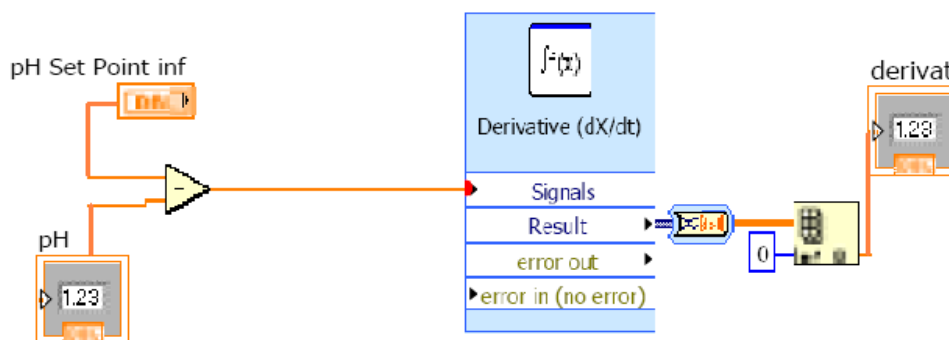 pH Set Point inf
derivat
Derivative (dX/dt)
1.23
Signals
Result
error out
error in (no error)
0
pH
1.23